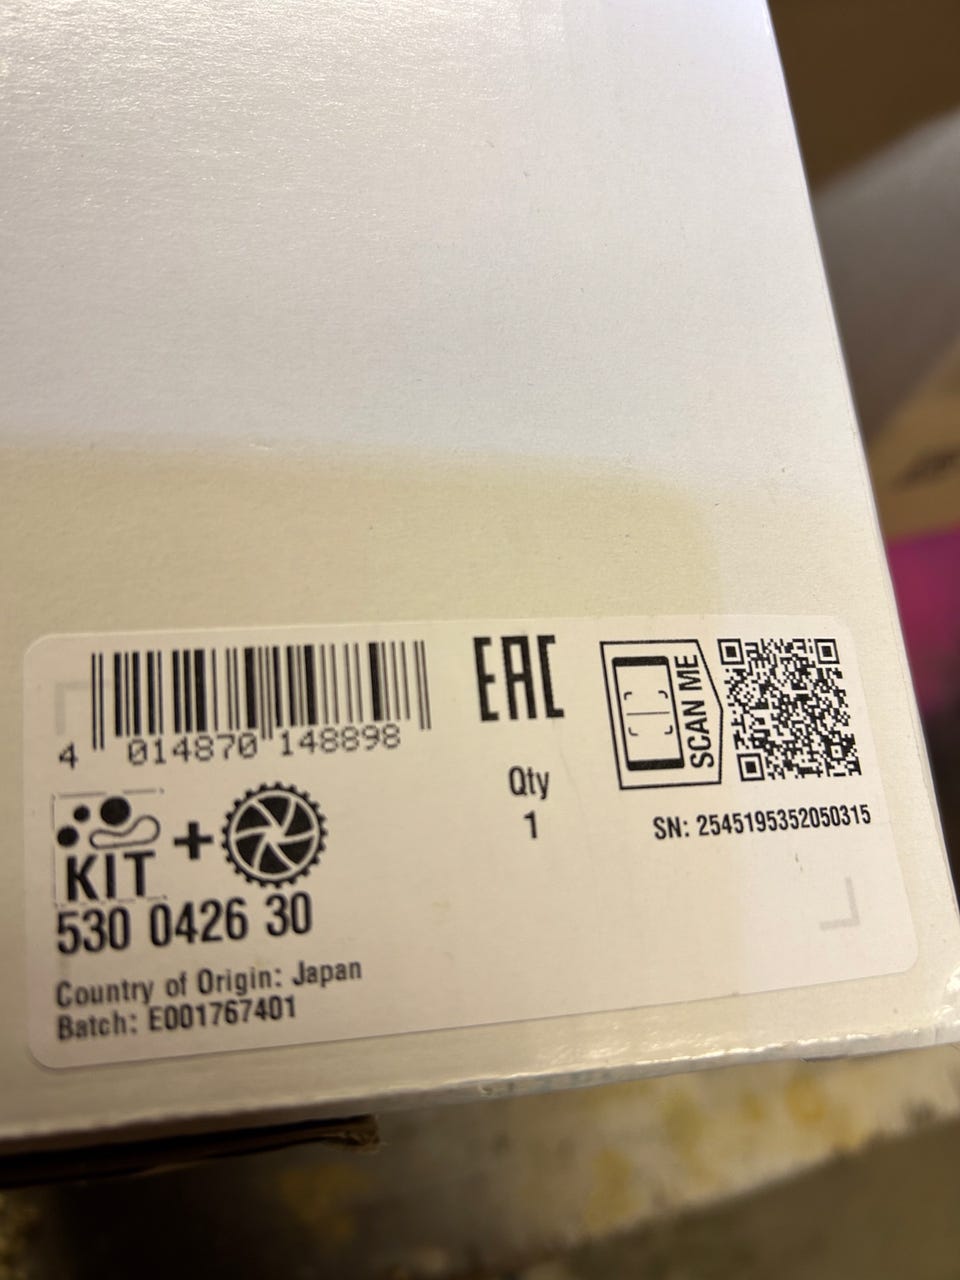 4 014870 148898
EAC
SCAN ME
Qty
1
SN: 2545195352050315
KIT +
530 0426 30
Country of Origin: Japan
Batch: E001767401